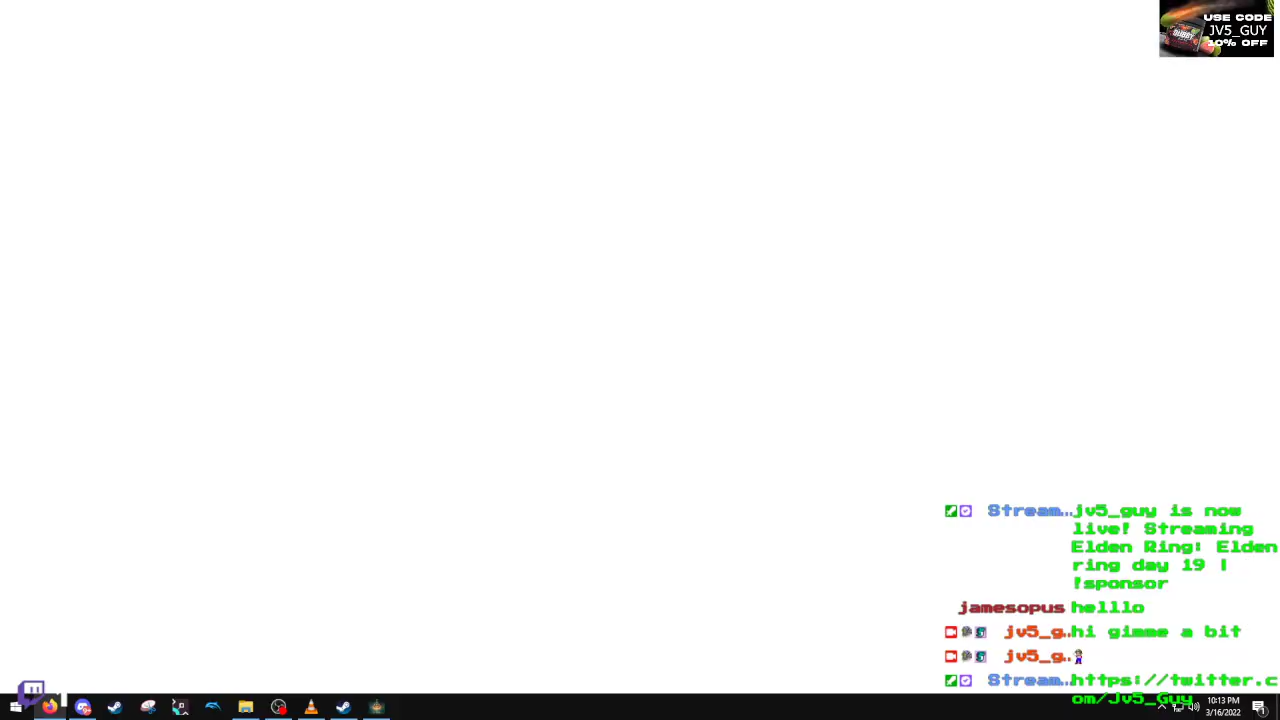 USE CODE
JV5_GUY
10% OFF
Stream... jv5_guy is now
live! Streaming
Elden Ring: Elden
ring day 19 |
!sponsor
jamesopus helllo
jv5_g... hi gimme a bit
jv5_g...
Stream... https://twitter.c
om/Jv5_Guy
10:13 PM
3/16/2022